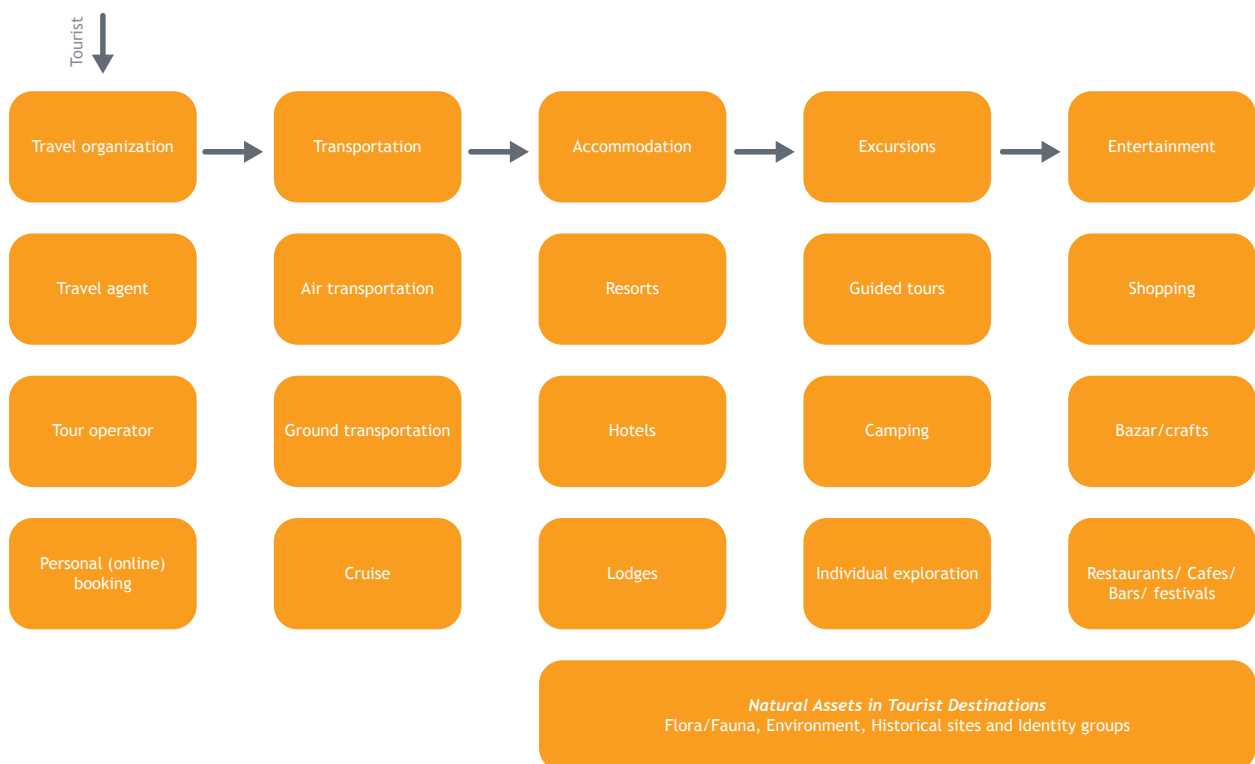 Tourist
Travel organization
Transportation
Accommodation
Excursions
Entertainment
Travel agent
Air transportation
Resorts
Guided tours
Shopping
Tour operator
Ground transportation
Hotels
Camping
Bazar/crafts
Personal (online)
booking
Cruise
Lodges
Individual exploration
Restaurants/ Cafes/
Bars/ festivals
Natural Assets in Tourist Destinations
Flora/Fauna, Environment, Historical sites and Identity groups